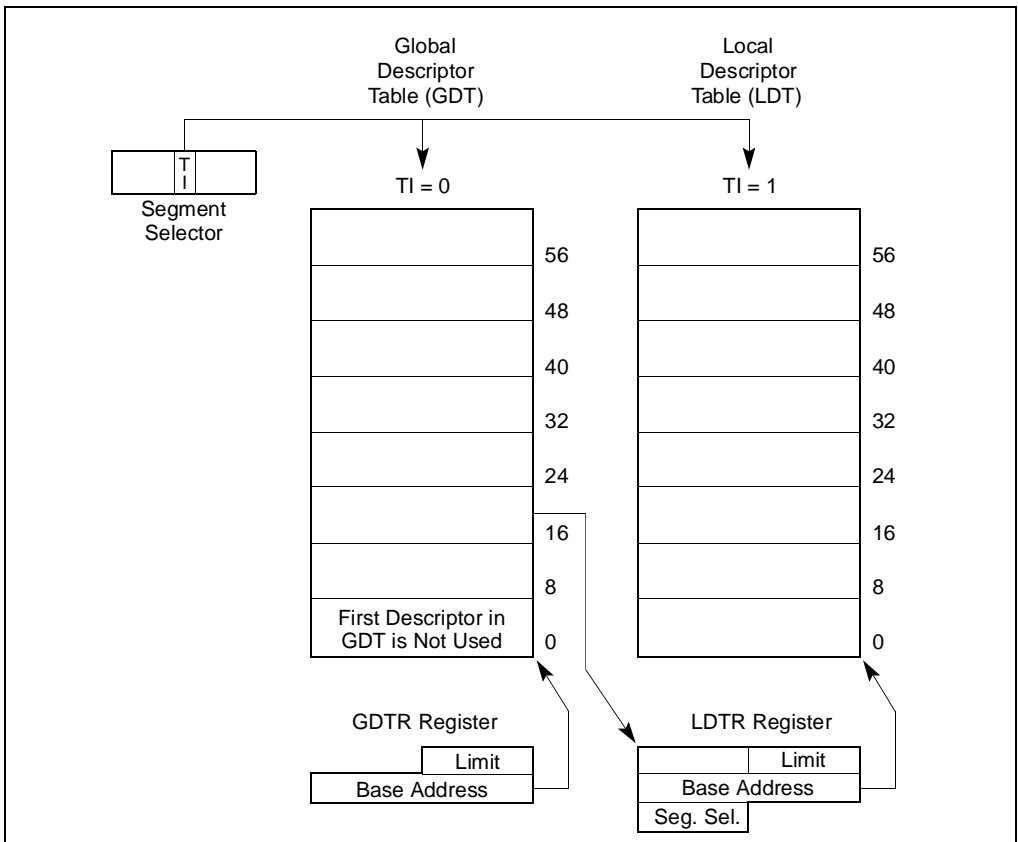 Global
Descriptor
Table (GDT)
Local
Descriptor
Table (LDT)
T
I
Segment
Selector
TI = 0
TI = 1
56
48
40
32
24
16
8
0
First Descriptor in
GDT is Not Used
56
48
40
32
24
16
8
0
GDTR Register
Limit
Base Address
LDTR Register
Limit
Base Address
Seg. Sel.